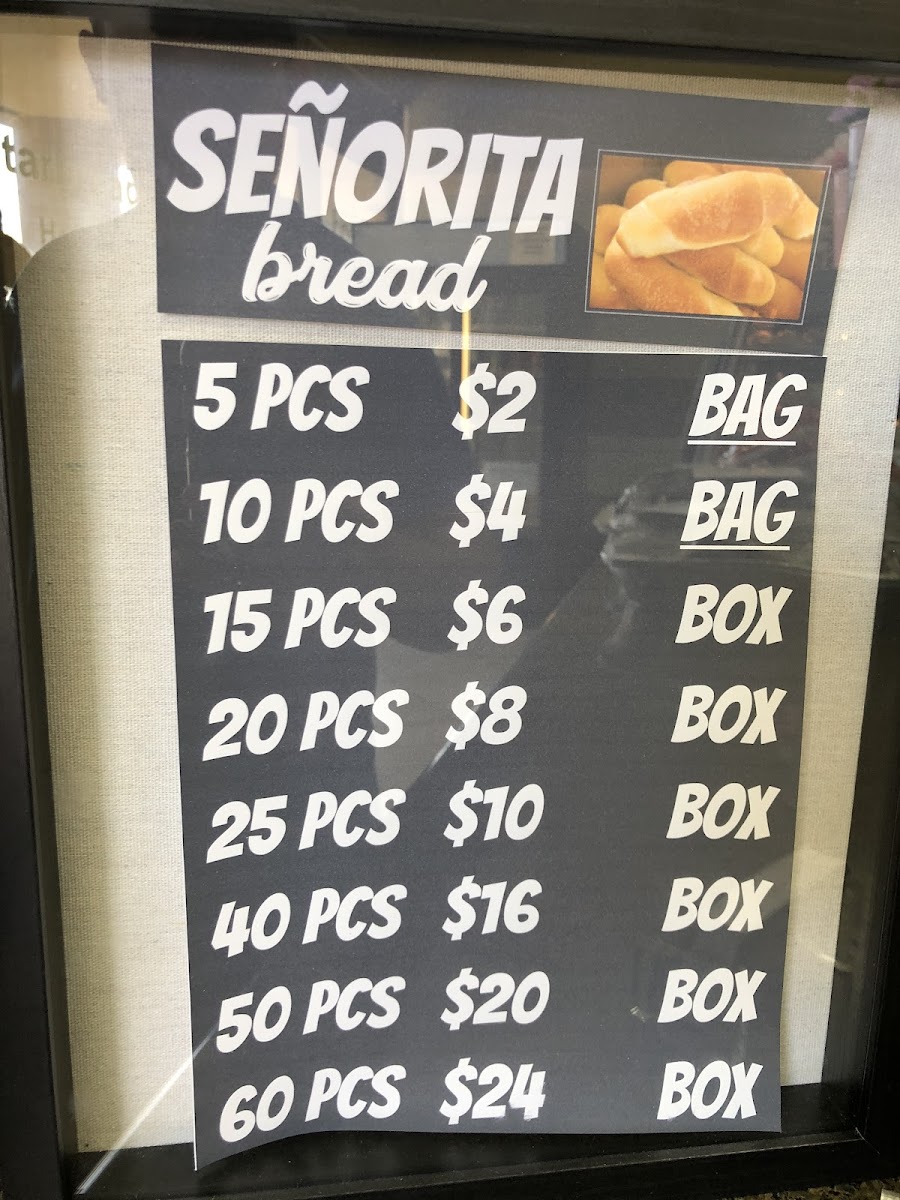 SEÑORITA
bread
5 PCS $2 BAG
10 PCS $4 BAG
15 PCS $6 BOX
20 PCS $8 BOX
25 PCS $10 BOX
40 PCS $16 BOX
50 PCS $20 BOX
60 PCS $24 BOX